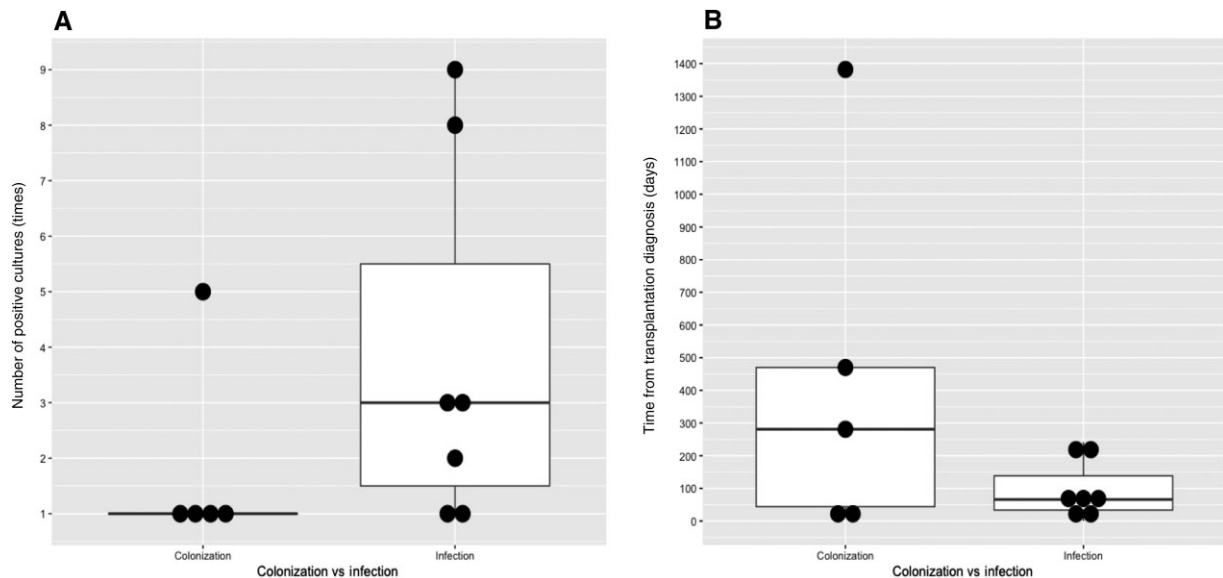 A
Number of positive cultures (times)
9
8
7
6
5
4
3
2
1
Colonization
Infection
Colonization vs infection
B
Time from transplantation diagnosis (days)
1400
1300
1200
1100
1000
900
800
700
600
500
400
300
200
100
0
Colonization
Infection
Colonization vs infection